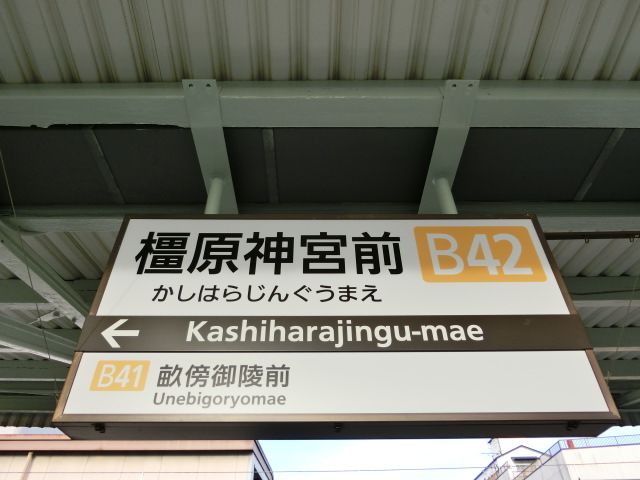 橿原神宮前 B42
かしはらじんぐうまえ
← Kashiharajingu-mae
B41 畝傍御陵前
Unebigoryomae